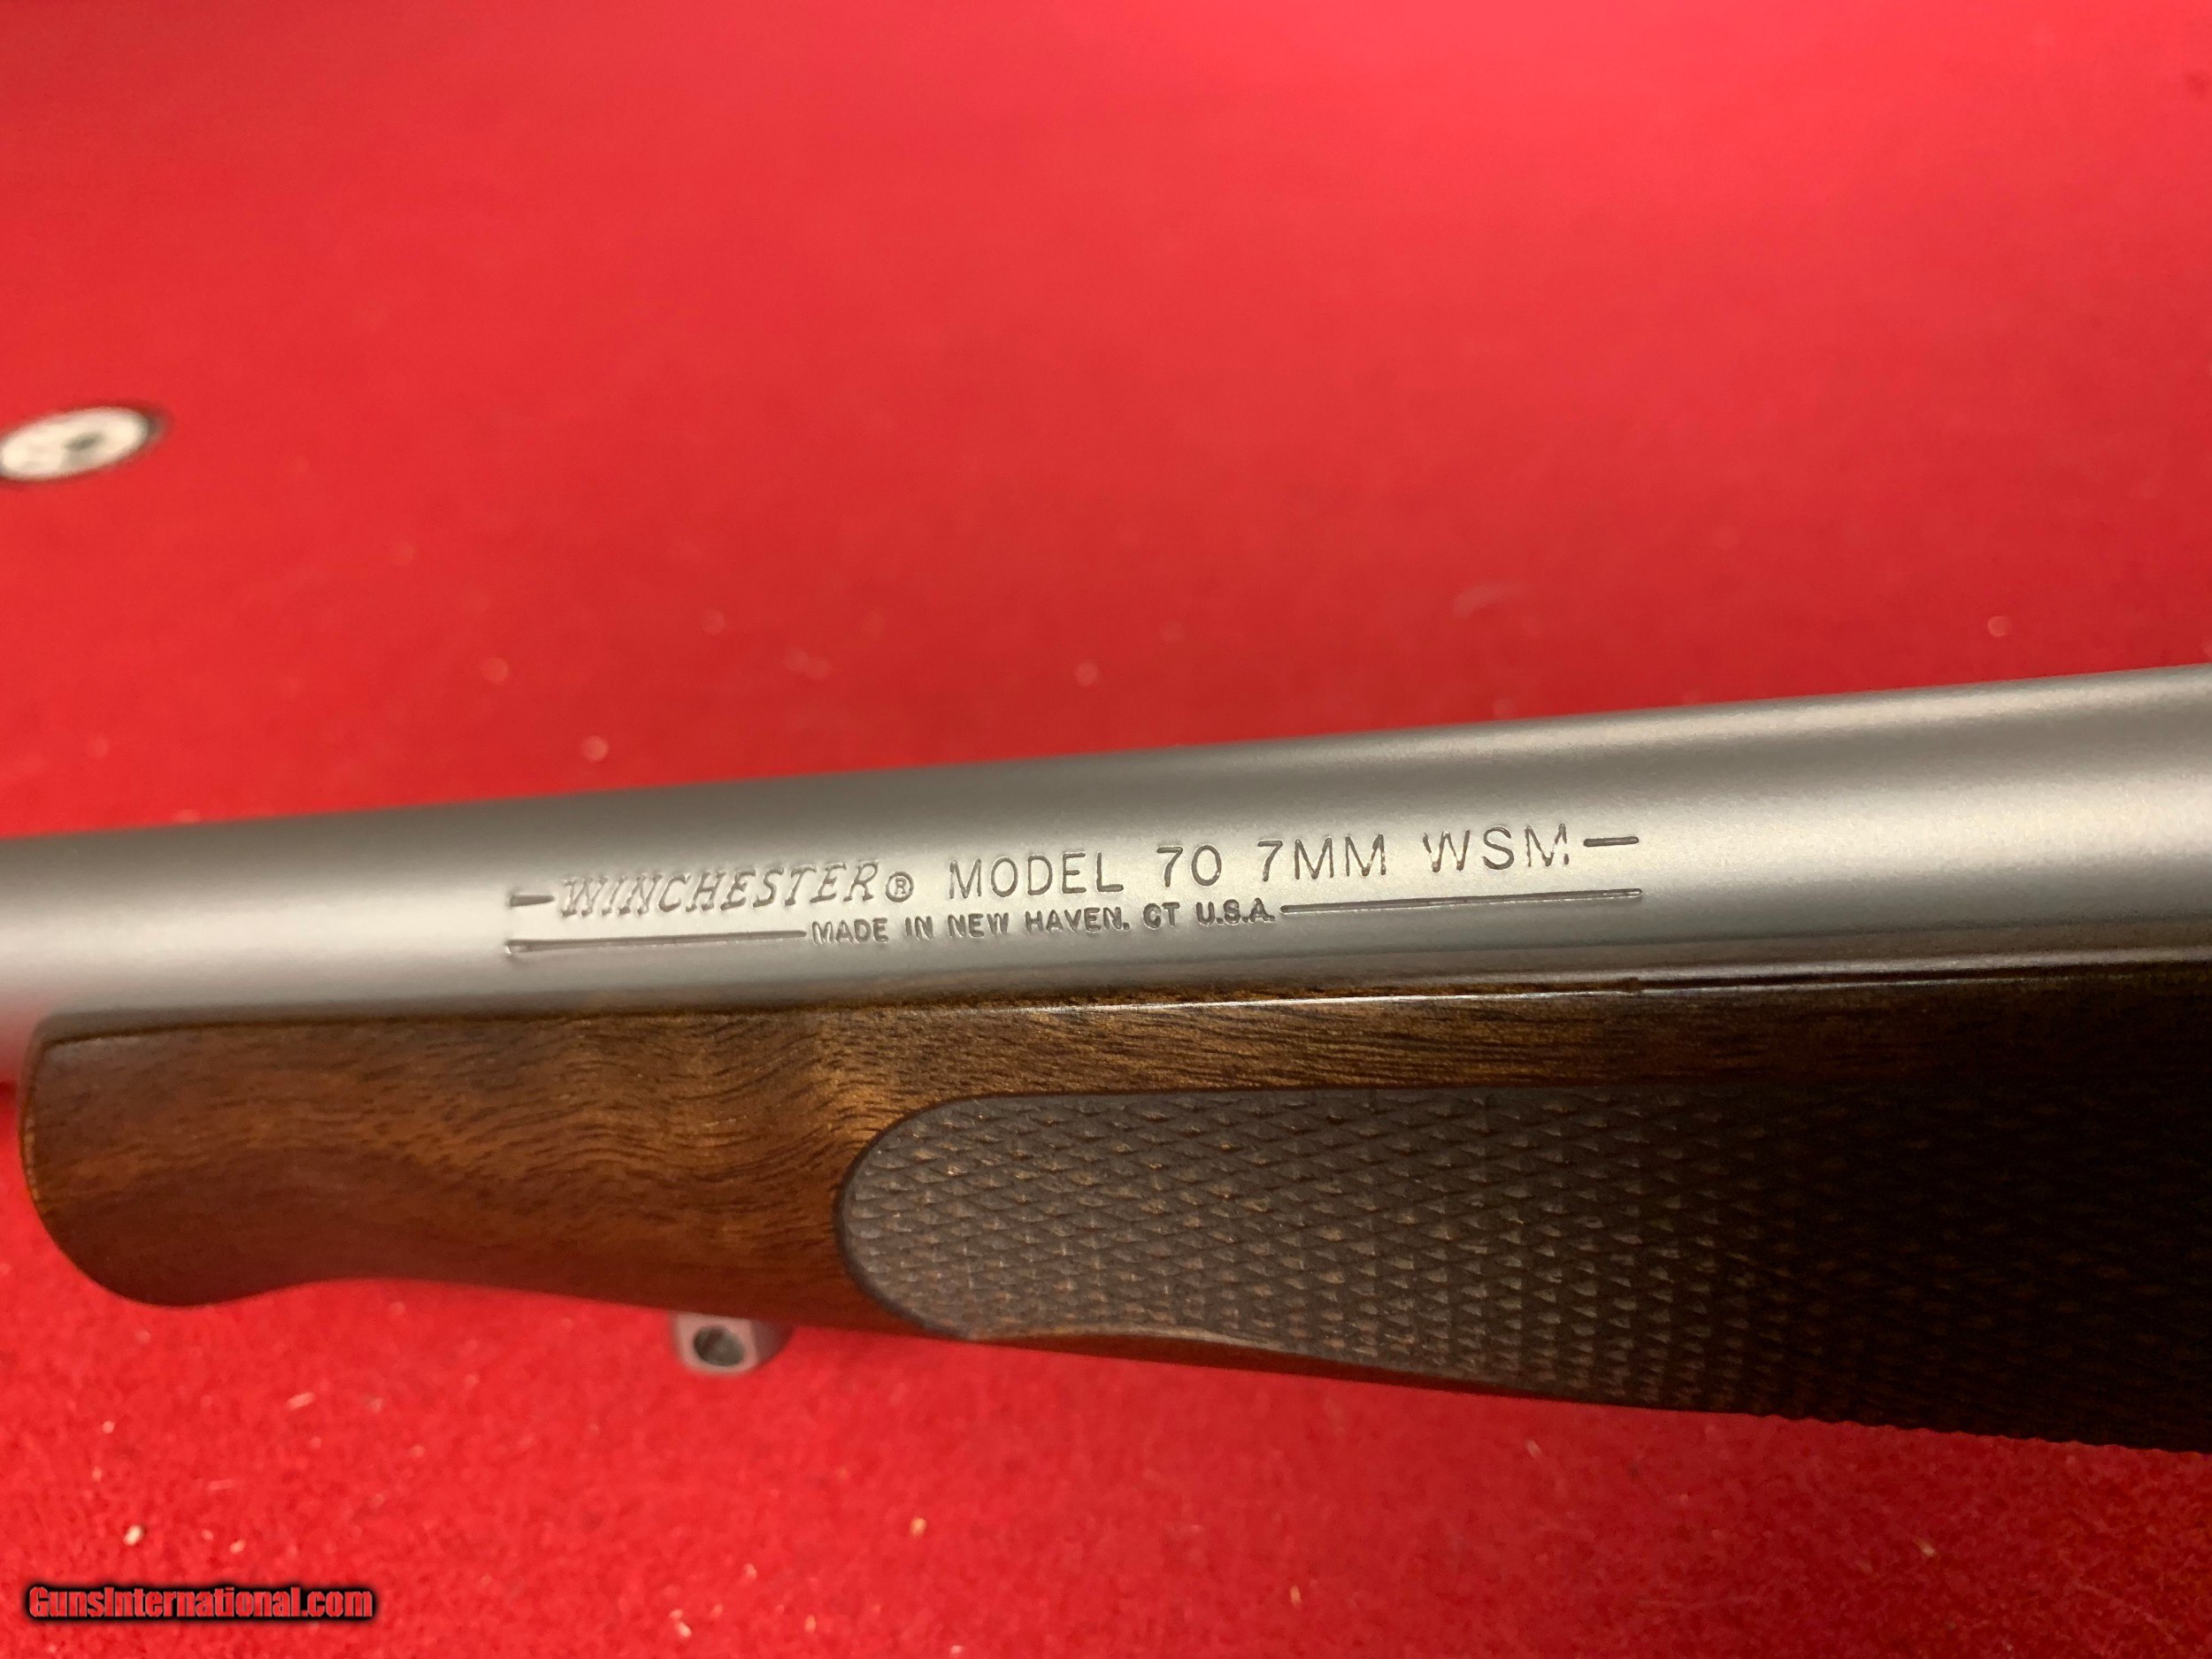 WINCHESTER® MODEL 70 7MM WSM
MADE IN NEW HAVEN. CT U.S.A.
GunsInternational.com